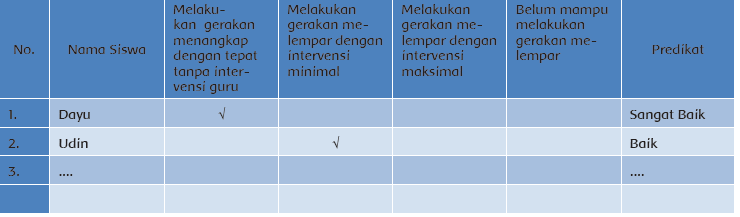 No.
Nama Siswa
Melaku-
kan gerakan
menangkap
dengan tepat
tanpa inter-
vensi guru
Melakukan
gerakan me-
lempar dengan
intervensi
minimal
Melakukan
gerakan me-
lempar dengan
intervensi
maksimal
Belum mampu
melakukan
gerakan me-
lempar
Predikat
1. Dayu √ Sangat Baik
2. Udin √ Baik
3. .... ....